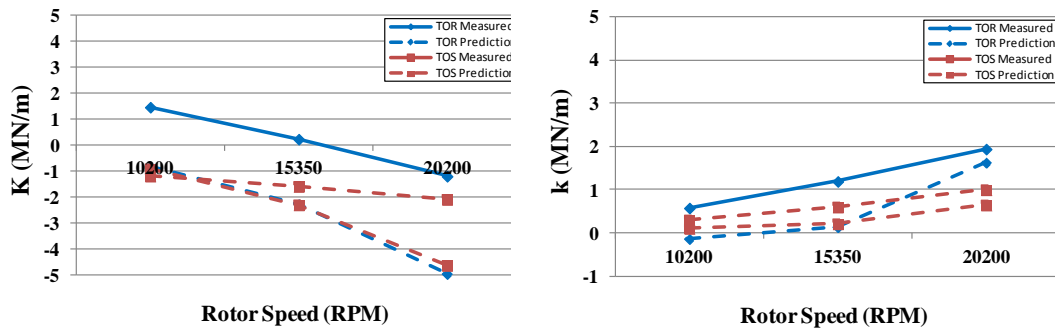 5
4
3
2
1
0
-1
-2
-3
-4
-5
K (MN/m)
10200
15350
20200
Rotor Speed (RPM)
TOR Measured
TOR Prediction
TOS Measured
TOS Prediction
5
4
3
2
1
0
-1
k (MN/m)
10200
15350
20200
Rotor Speed (RPM)
TOR Measured
TOR Prediction
TOS Measured
TOS Prediction